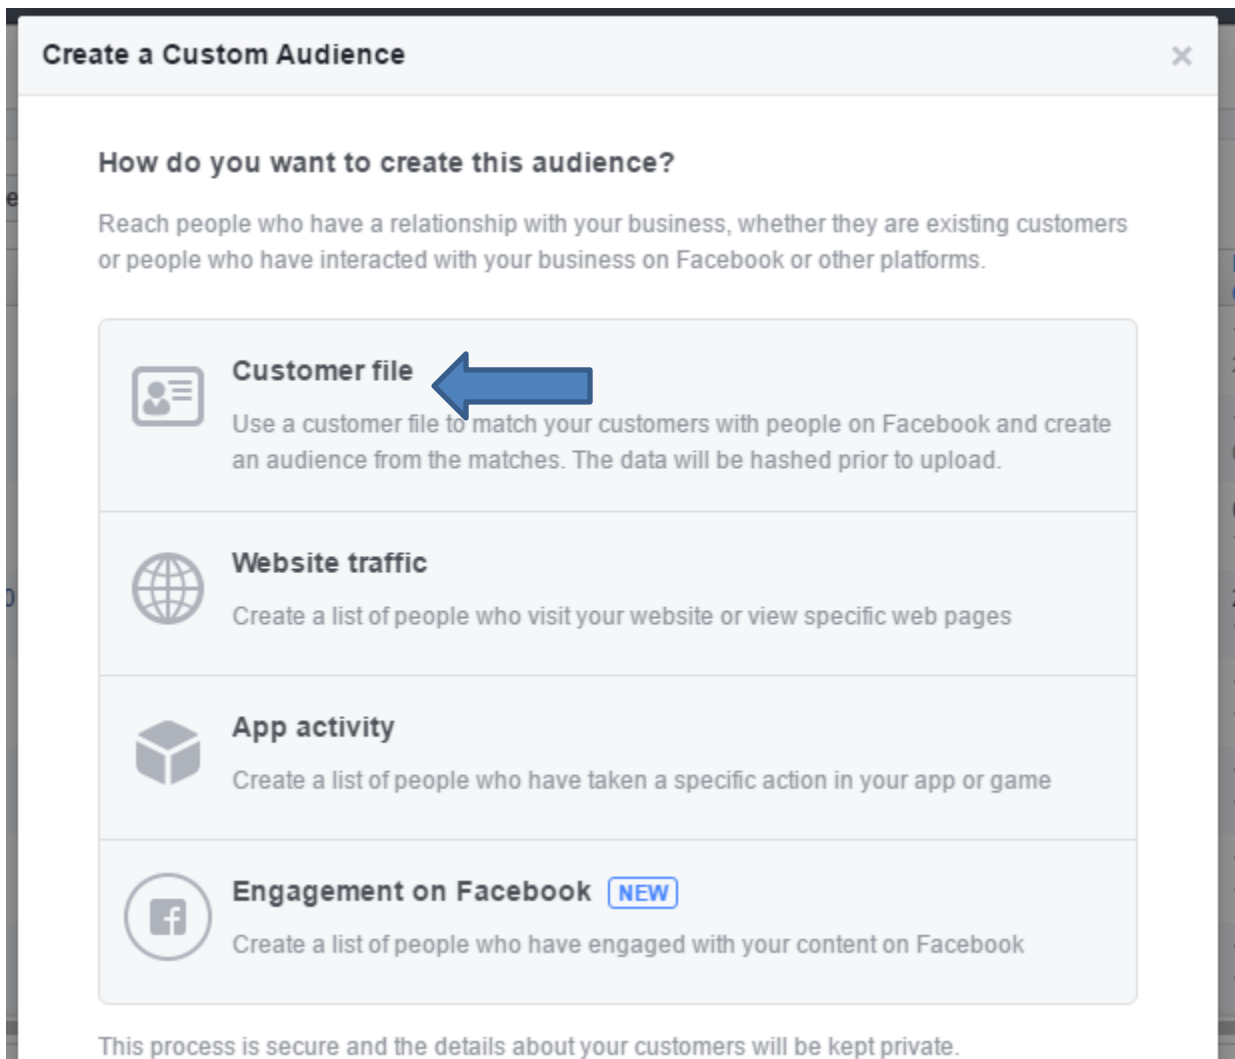 Create a Custom Audience
How do you want to create this audience?
Reach people who have a relationship with your business, whether they are existing customers
or people who have interacted with your business on Facebook or other platforms.
Customer file
Use a customer file to match your customers with people on Facebook and create
an audience from the matches. The data will be hashed prior to upload.
Website traffic
Create a list of people who visit your website or view specific web pages
App activity
Create a list of people who have taken a specific action in your app or game
Engagement on Facebook NEW
Create a list of people who have engaged with your content on Facebook
This process is secure and the details about your customers will be kept private.